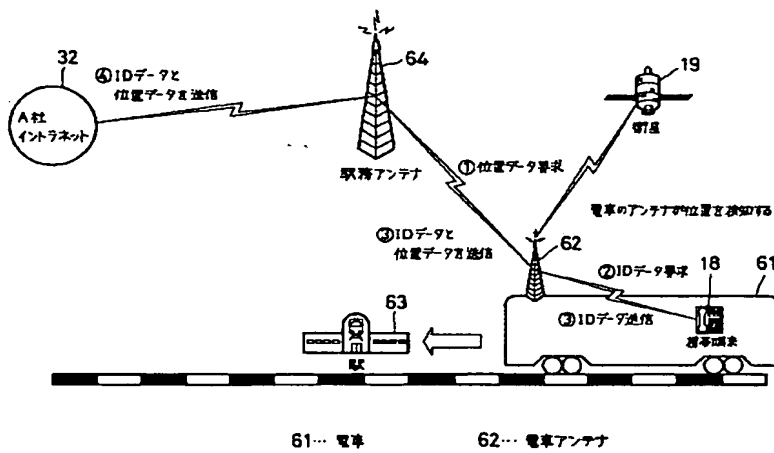 32
④IDデータと
位置データを送信
A社
イントラネット
64
駅務アンテナ
19
衛星
①位置データ要求
電車のアンテナが位置を検知する
③IDデータと
位置データを送信
62
②IDデータ要求
61
18
③IDデータ送信
携帯端末
63
駅
61… 電車
62… 電車アンテナ